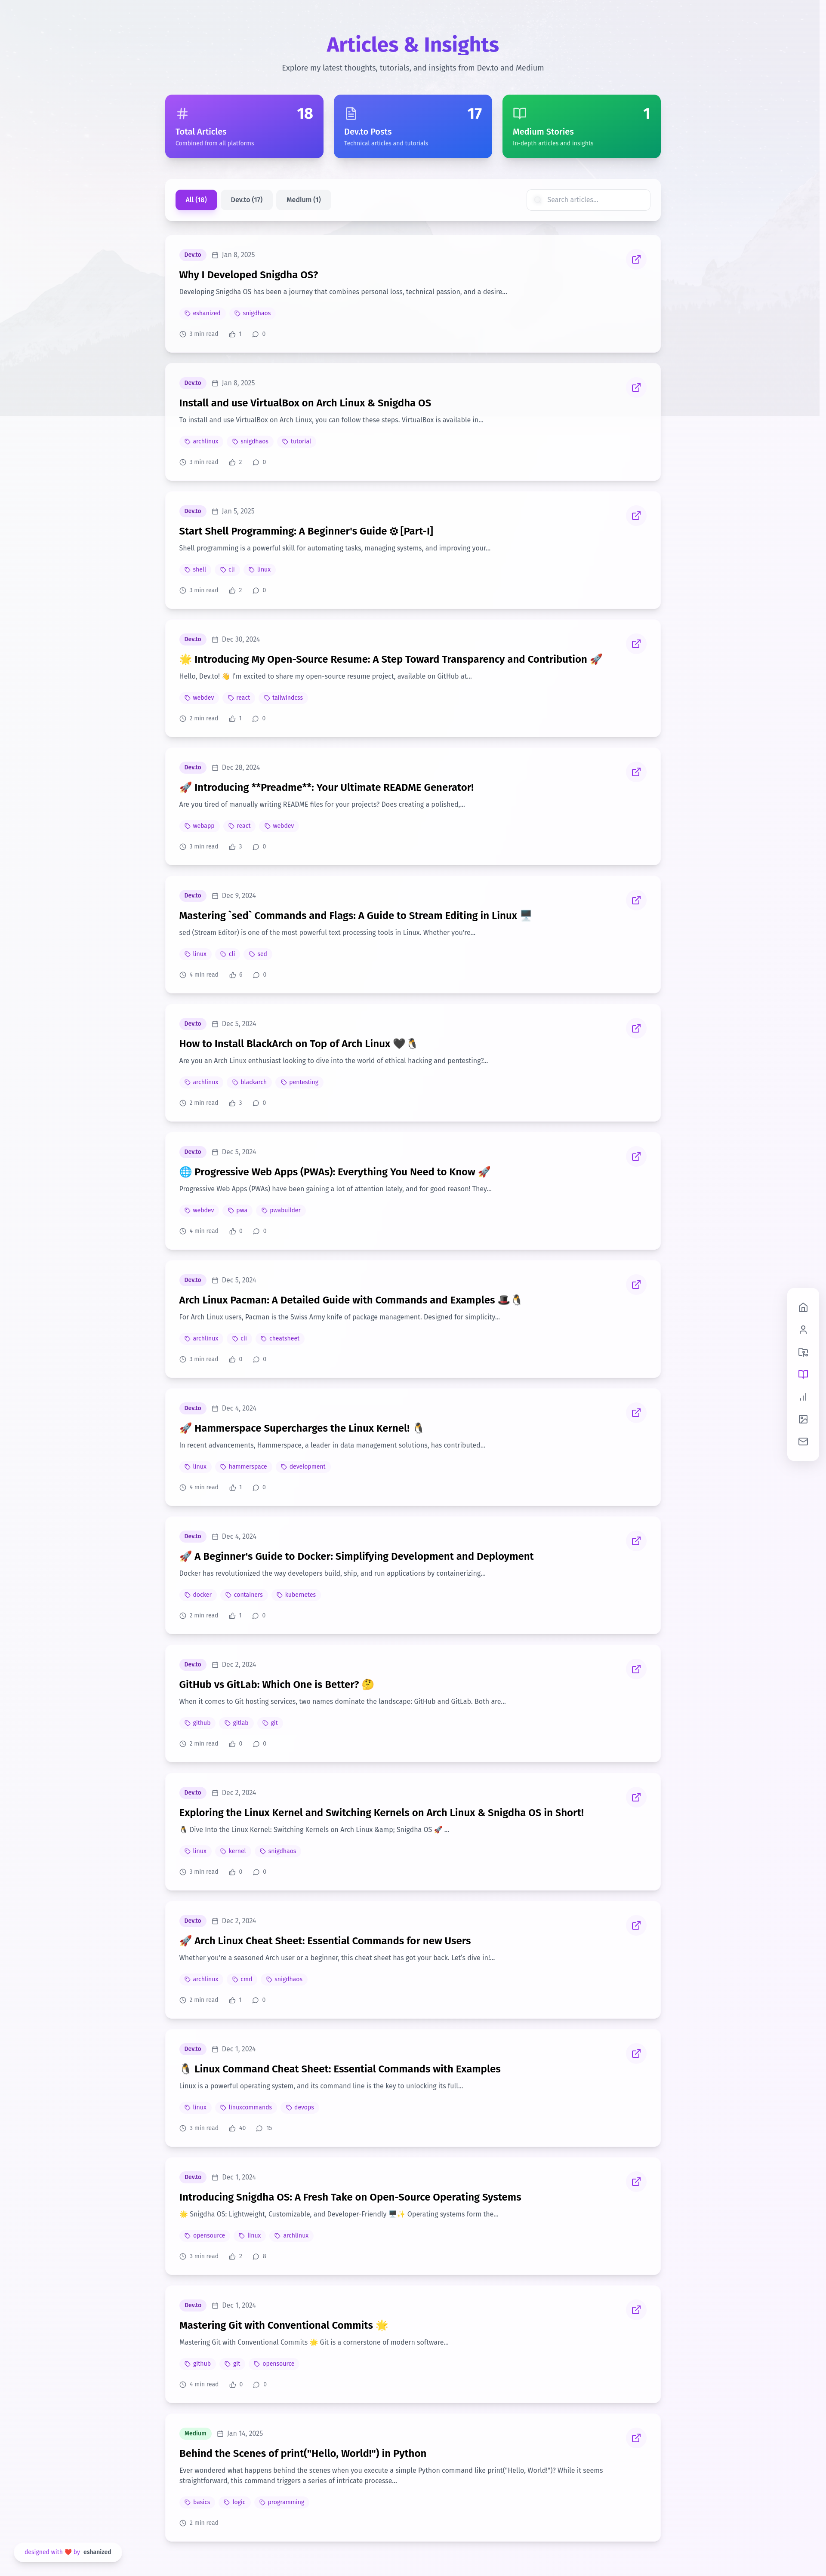 Articles & Insights
Explore my latest thoughts, tutorials, and insights from Dev.to and Medium
18
Total Articles
Combined from all platforms
17
Dev.to Posts
Technical articles and tutorials
1
Medium Stories
In-depth articles and insights
All (18) Dev.to (17) Medium (1) Search articles...
Dev.to Jan 8, 2025
Why I Developed Snigdha OS?
Developing Snigdha OS has been a journey that combines personal loss, technical passion, and a desire...
eshanized snigdhaos
3 min read 1 0
Dev.to Jan 8, 2025
Install and use VirtualBox on Arch Linux & Snigdha OS
To install and use VirtualBox on Arch Linux, you can follow these steps. VirtualBox is available in...
archlinux snigdhaos tutorial
3 min read 2 0
Dev.to Jan 5, 2025
Start Shell Programming: A Beginner's Guide ⚙ [Part-I]
Shell programming is a powerful skill for automating tasks, managing systems, and improving your...
shell cli linux
3 min read 2 0
Dev.to Dec 30, 2024
🌟 Introducing My Open-Source Resume: A Step Toward Transparency and Contribution 🚀
Hello, Dev.to! 👋 I'm excited to share my open-source resume project, available on GitHub at...
webdev react tailwindcss
2 min read 1 0
Dev.to Dec 28, 2024
🚀 Introducing **Preadme**: Your Ultimate README Generator!
Are you tired of manually writing README files for your projects? Does creating a polished,...
webapp react webdev
3 min read 3 0
Dev.to Dec 9, 2024
Mastering `sed` Commands and Flags: A Guide to Stream Editing in Linux 🖥️
sed (Stream Editor) is one of the most powerful text processing tools in Linux. Whether you're...
linux cli sed
4 min read 6 0
Dev.to Dec 5, 2024
How to Install BlackArch on Top of Arch Linux 🖤🐧
Are you an Arch Linux enthusiast looking to dive into the world of ethical hacking and pentesting?...
archlinux blackarch pentesting
2 min read 3 0
Dev.to Dec 5, 2024
🌐 Progressive Web Apps (PWAs): Everything You Need to Know 🚀
Progressive Web Apps (PWAs) have been gaining a lot of attention lately, and for good reason! They...
webdev pwa pwabuilder
4 min read 0 0
Dev.to Dec 5, 2024
Arch Linux Pacman: A Detailed Guide with Commands and Examples 🎩🐧
For Arch Linux users, Pacman is the Swiss Army knife of package management. Designed for simplicity...
archlinux cli cheatsheet
3 min read 0 0
Dev.to Dec 4, 2024
🚀 Hammerspace Supercharges the Linux Kernel! 🐧
In recent advancements, Hammerspace, a leader in data management solutions, has contributed...
linux hammerspace development
4 min read 1 0
Dev.to Dec 4, 2024
🚀 A Beginner's Guide to Docker: Simplifying Development and Deployment
Docker has revolutionized the way developers build, ship, and run applications by containerizing...
docker containers kubernetes
2 min read 1 0
Dev.to Dec 2, 2024
GitHub vs GitLab: Which One is Better? 🤔
When it comes to Git hosting services, two names dominate the landscape: GitHub and GitLab. Both are...
github gitlab git
2 min read 0 0
Dev.to Dec 2, 2024
Exploring the Linux Kernel and Switching Kernels on Arch Linux & Snigdha OS in Short!
🐧 Dive Into the Linux Kernel: Switching Kernels on Arch Linux &amp; Snigdha OS 🚀 ...
linux kernel snigdhaos
3 min read 0 0
Dev.to Dec 2, 2024
🚀 Arch Linux Cheat Sheet: Essential Commands for new Users
Whether you're a seasoned Arch user or a beginner, this cheat sheet has got your back. Let's dive in!...
archlinux cmd snigdhaos
2 min read 1 0
Dev.to Dec 1, 2024
🐧 Linux Command Cheat Sheet: Essential Commands with Examples
Linux is a powerful operating system, and its command line is the key to unlocking its full...
linux linuxcommands devops
3 min read 40 15
Dev.to Dec 1, 2024
Introducing Snigdha OS: A Fresh Take on Open-Source Operating Systems
🌟 Snigdha OS: Lightweight, Customizable, and Developer-Friendly 🖥️✨ Operating systems form the...
opensource linux archlinux
3 min read 2 8
Dev.to Dec 1, 2024
Mastering Git with Conventional Commits 🌟
Mastering Git with Conventional Commits 🌟 Git is a cornerstone of modern software...
github git opensource
4 min read 0 0
Medium Jan 14, 2025
Behind the Scenes of print("Hello, World!") in Python
Ever wondered what happens behind the scenes when you execute a simple Python command like print("Hello, World!")? While it seems
straightforward, this command triggers a series of intricate processe...
basics logic programming
2 min read
designed with ❤️ by eshanized